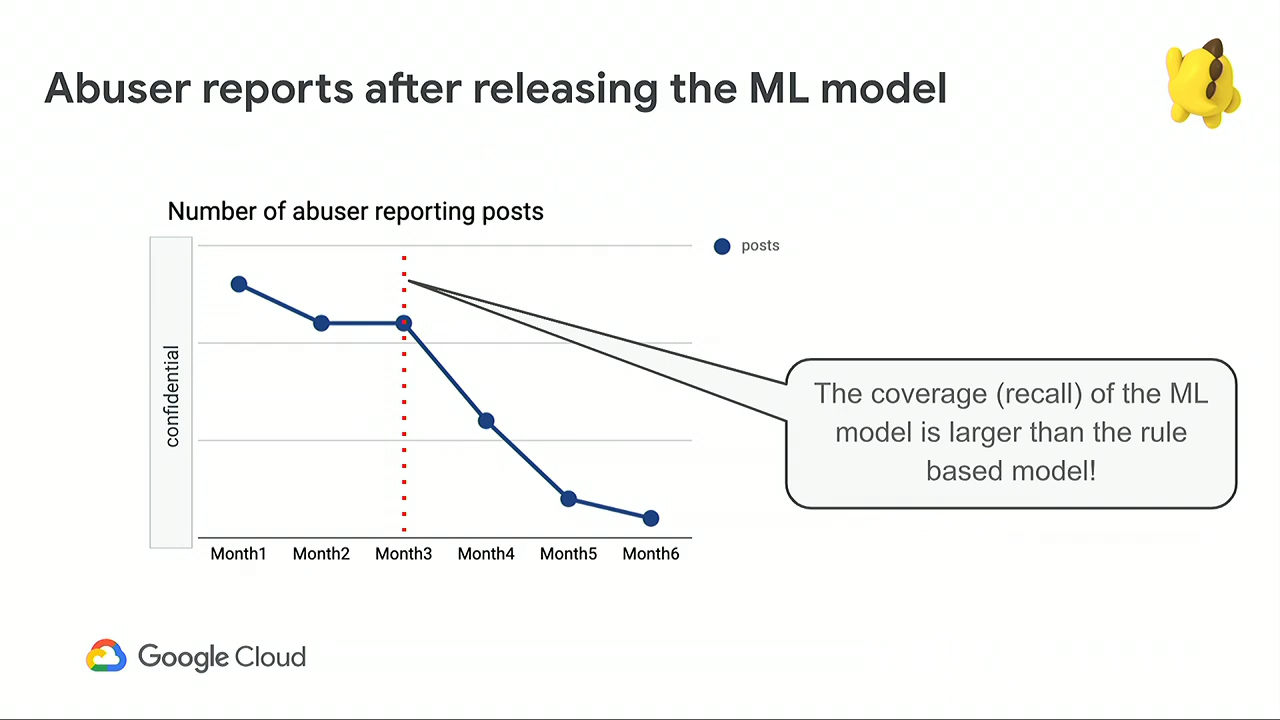 Abuser reports after releasing the ML model
Number of abuser reporting posts
posts
confidential
The coverage (recall) of the ML
model is larger than the rule
based model!
Month1 Month2 Month3 Month4 Month5 Month6
Google Cloud